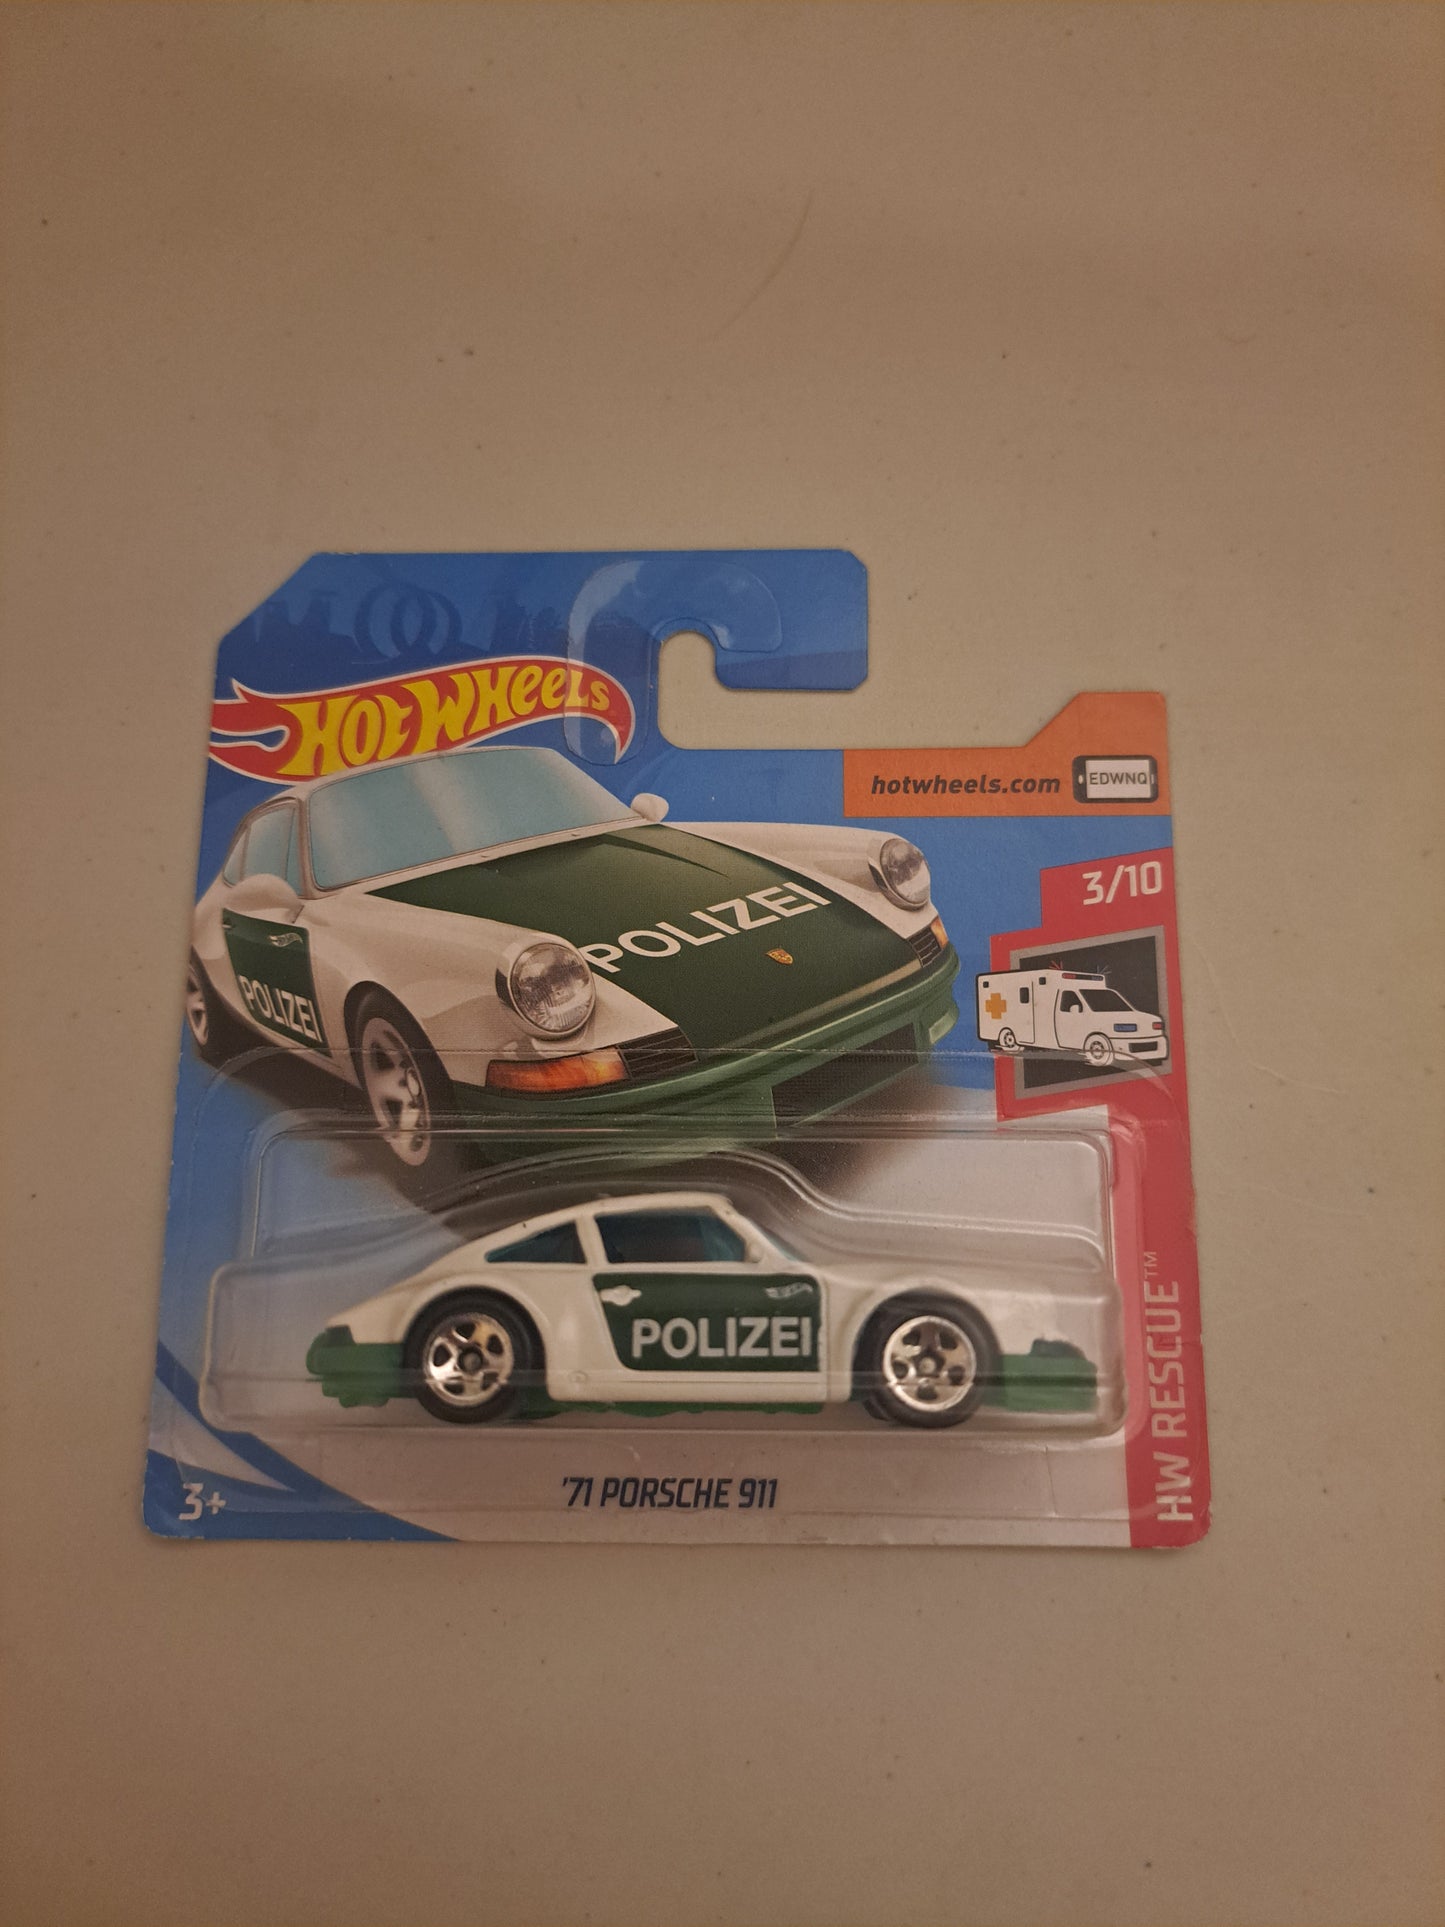 HOT WHEELS
hotwheels.com
EDWNQ
3/10
POLIZEI
POLIZEI
POLIZEI
HW RESCUE™
'71 PORSCHE 911
3+